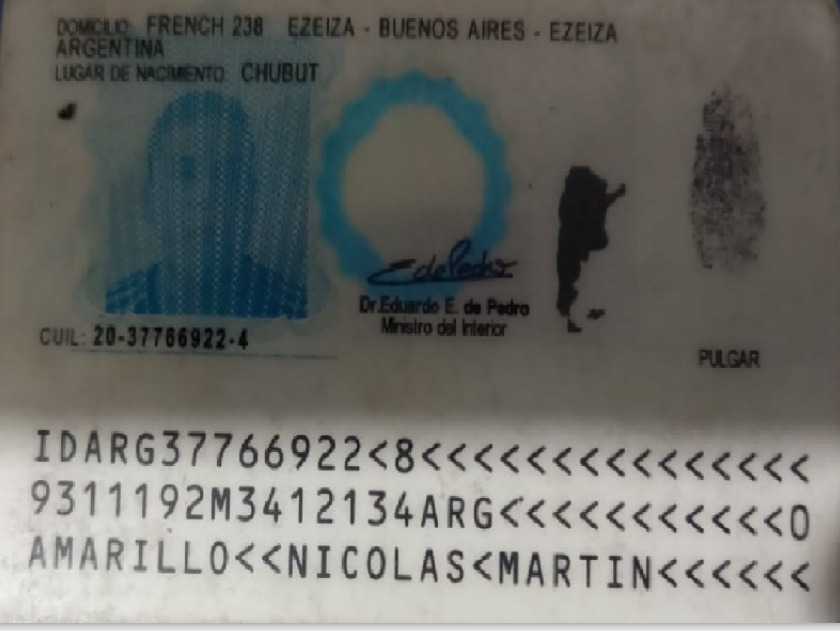 DOMICILIO: FRENCH 238 EZEIZA - BUENOS AIRES - EZEIZA
ARGENTINA
LUGAR DE NACIMIENTO: CHUBUT
Dr.Eduardo E. de Pedro
Ministro del Interior
CUIL: 20-37766922-4
PULGAR
IDARG37766922<8<<<<<<<<<<<<<<<
9311192M3412134ARG<<<<<<<<<<<0
AMARILLO<<NICOLAS<MARTIN<<<<<<